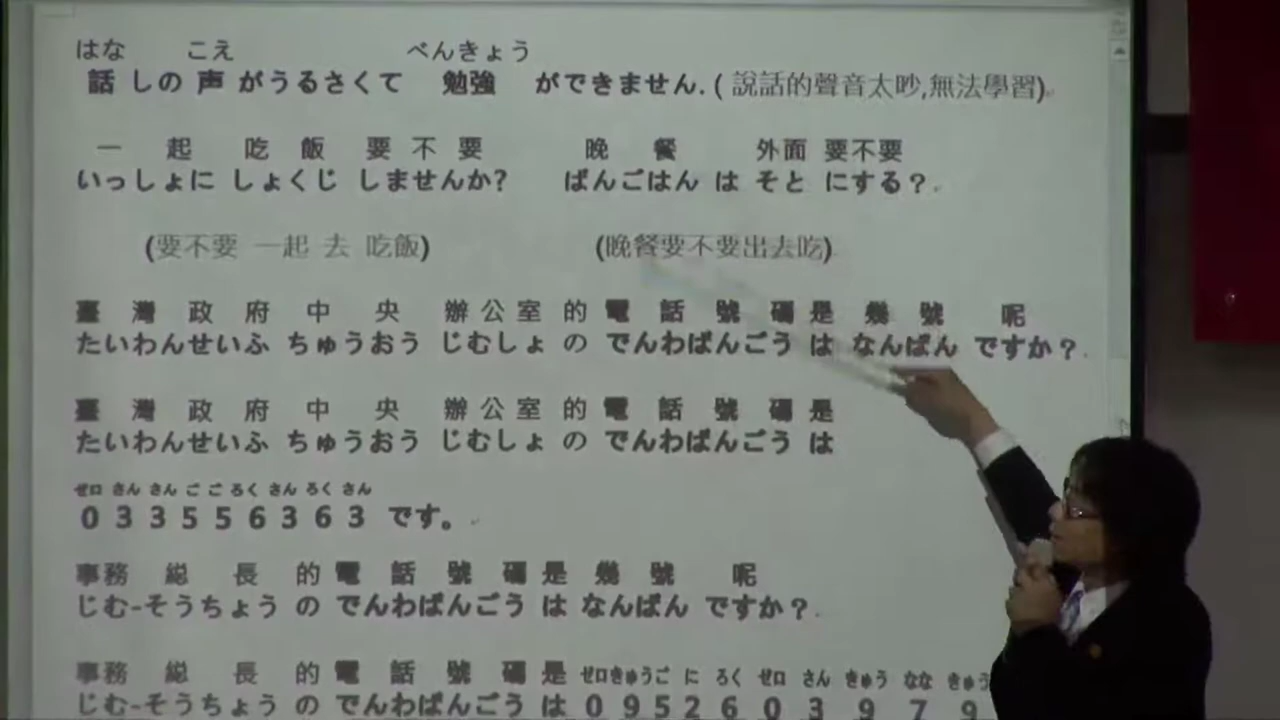 はな こえ べんきょう
話 しの 声 がうるさくて 勉強 ができません.( 說話的聲音太吵,無法學習)
一 起 吃 飯 要 不 要 晚 餐 外面 要不要
いっしょに しょくじ しませんか? ばんごはん は そと にする？
(要不要 一起 去 吃飯) (晚餐要不要出去吃)
臺 灣 政 府 中 央 辦 公 室 的 電 話 號 碼 是 幾 號 呢
たいわんせいふ ちゅうおう じむしょ の でんわばんごう は なんばん ですか？
臺 灣 政 府 中 央 辦 公 室 的 電 話 號 碼 是
たいわんせいふ ちゅうおう じむしょ の でんわばんごう は
ゼロ さん さん ご ご ろく さん ろく さん
0 3 3 5 5 6 3 6 3 です。
事務 総 長 的 電 話 號 碼 是 幾 號 呢
じむ-そうちょう の でんわばんごう は なんばん ですか？
事務 総 長 的 電 話 號 碼 是 ゼロ きゅう ご に ろく ゼロ さん きゅう なな きゅう
じむ-そうちょう の でんわばんごう は 0 9 5 2 6 0 3 9 7 9